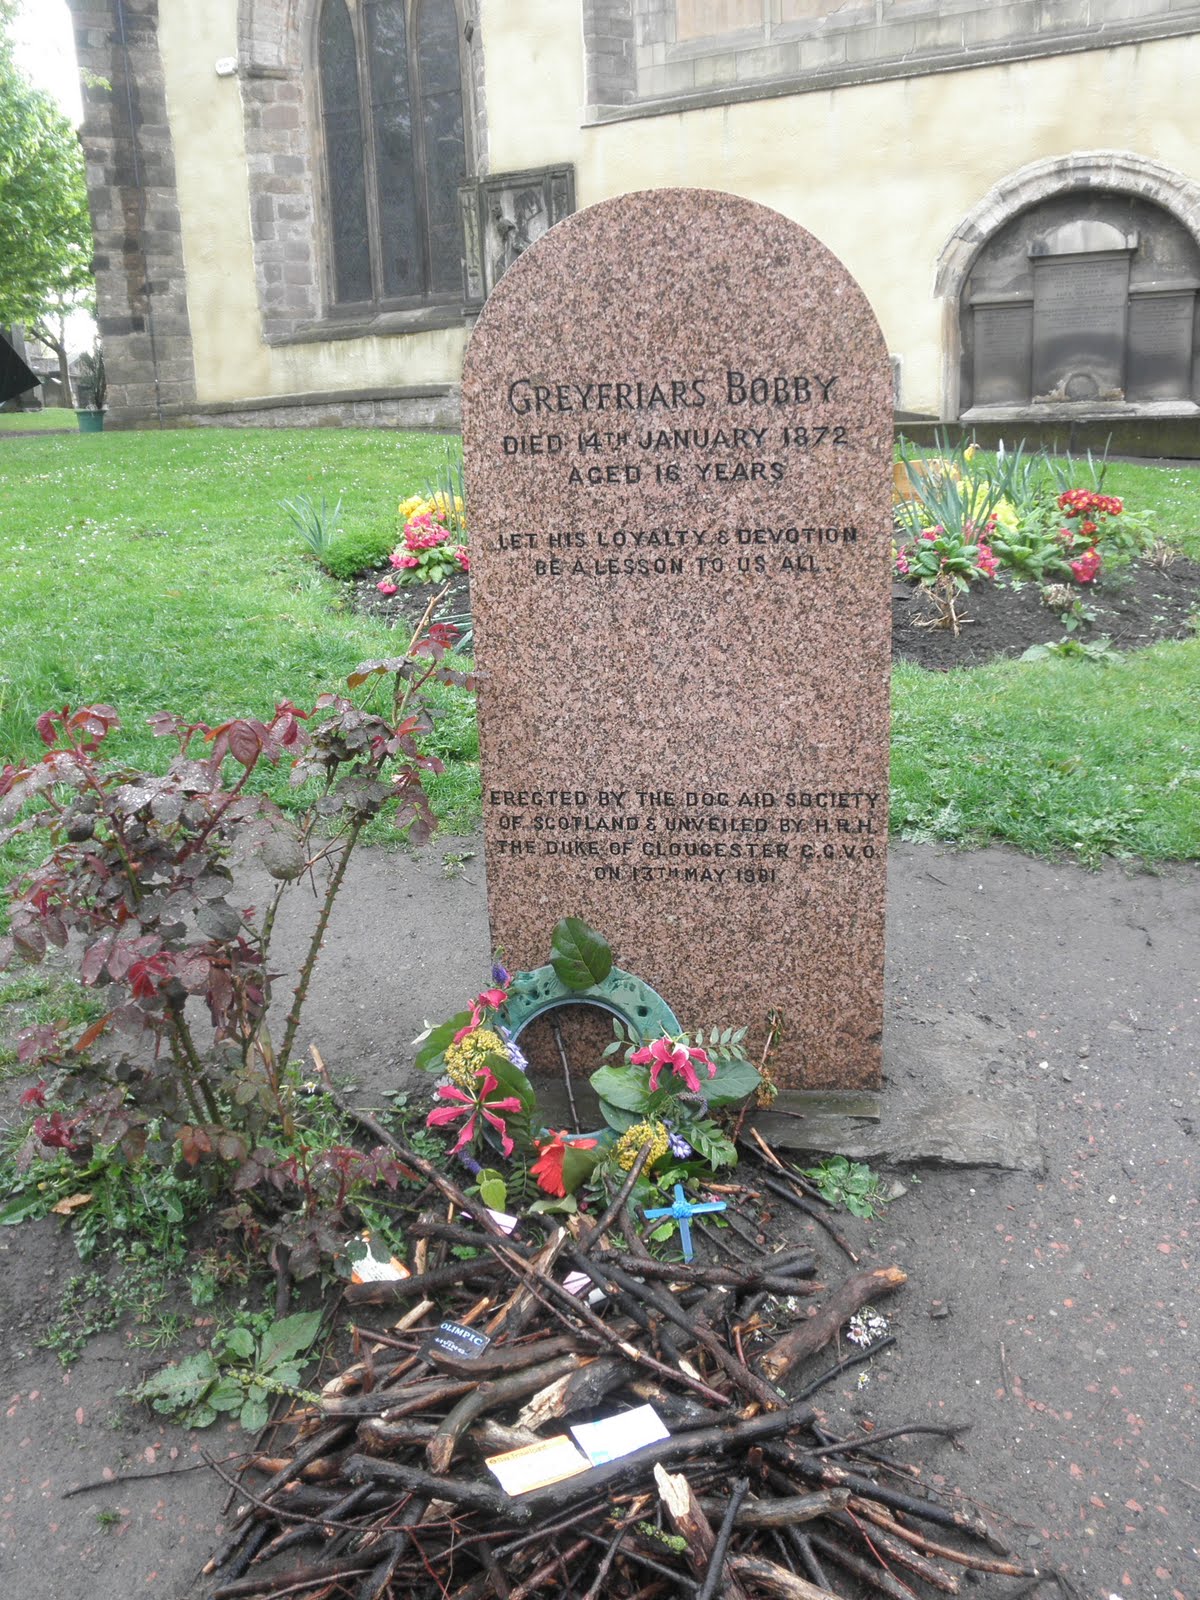 GREYFRIARS BOBBY
DIED 14TH JANUARY 1872
AGED 16 YEARS
LET HIS LOYALTY & DEVOTION
BE A LESSON TO US ALL.
ERECTED BY THE DOG AID SOCIETY
OF SCOTLAND & UNVEILED BY H.R.H.
THE DUKE OF GLOUCESTER G.C.V.O.
ON 13TH MAY 1981
OLIMPIC